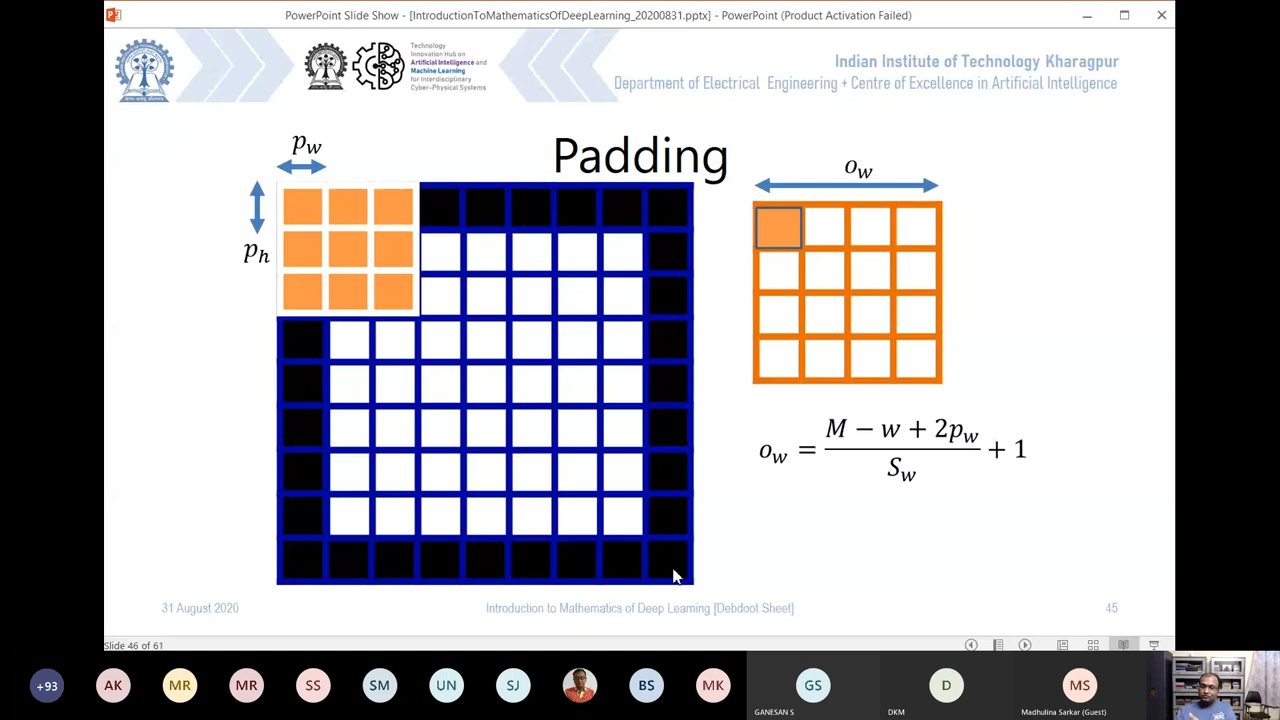 PowerPoint Slide Show - [IntroductionToMathematicsOfDeepLearning_20200831.pptx] - PowerPoint (Product Activation Failed)
Technology
Innovation Hub on
Artificial Intelligence and
Machine Learning
for Interdisciplinary
Cyber-Physical Systems
Indian Institute of Technology Kharagpur
Department of Electrical Engineering + Centre of Excellence in Artificial Intelligence
Padding
p_w
p_h
o_w
o_w = (M − w + 2p_w) / S_w + 1
31 August 2020
Introduction to Mathematics of Deep Learning [Debdoot Sheet]
45
Slide 46 of 61
+93
AK
MR
MR
SS
SM
UN
SJ
BS
MK
GS
D
MS
GANESAN S
DKM
Madhulina Sarkar (Guest)